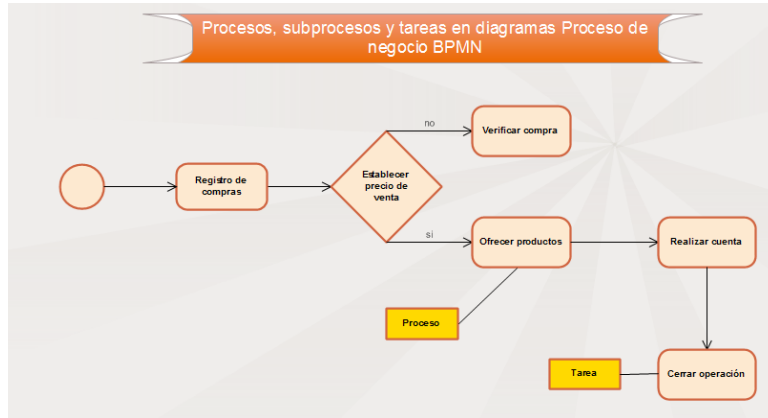 Procesos, subprocesos y tareas en diagramas Proceso de
negocio BPMN
no
Verificar compra
Registro de
compras
Establecer
precio de
venta
si
Ofrecer productos
Realizar cuenta
Proceso
Tarea
Cerrar operación